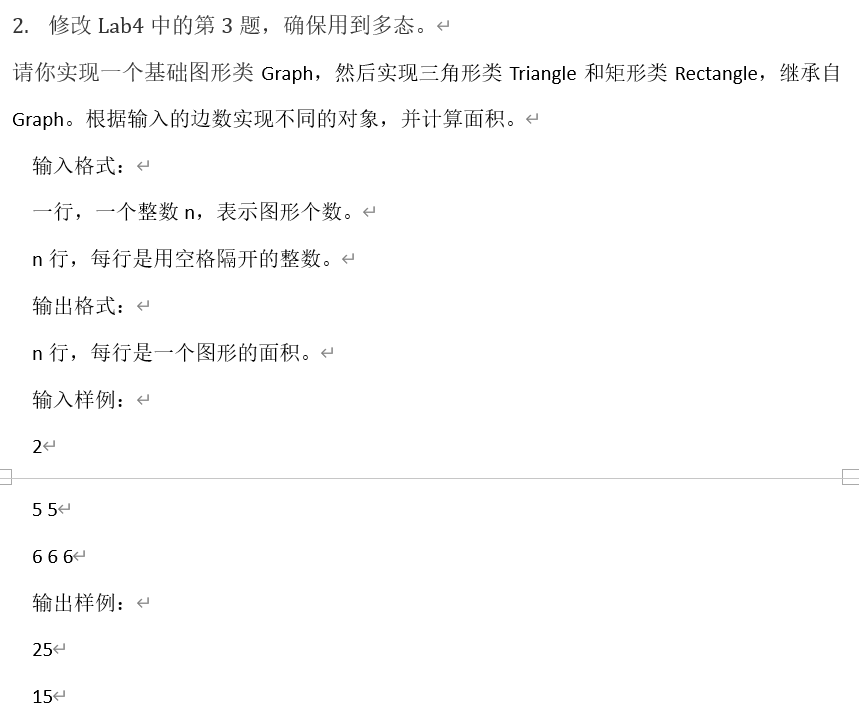 2. 修改 Lab4 中的第 3 题，确保用到多态。
请你实现一个基础图形类 Graph，然后实现三角形类 Triangle 和矩形类 Rectangle，继承自
Graph。根据输入的边数实现不同的对象，并计算面积。
输入格式：
一行，一个整数 n，表示图形个数。
n 行，每行是用空格隔开的整数。
输出格式：
n 行，每行是一个图形的面积。
输入样例：
2
5 5
6 6 6
输出样例：
25
15